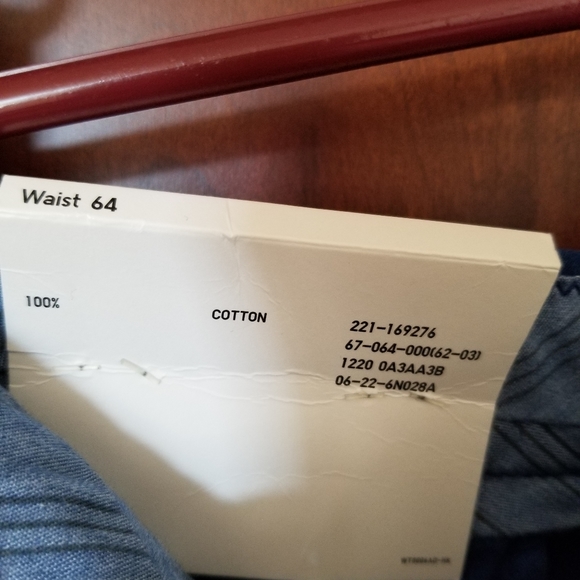 Waist 64
100%
COTTON
221-169276
67-064-000(62-03)
1220 0A3AA3B
06-22-6N028A